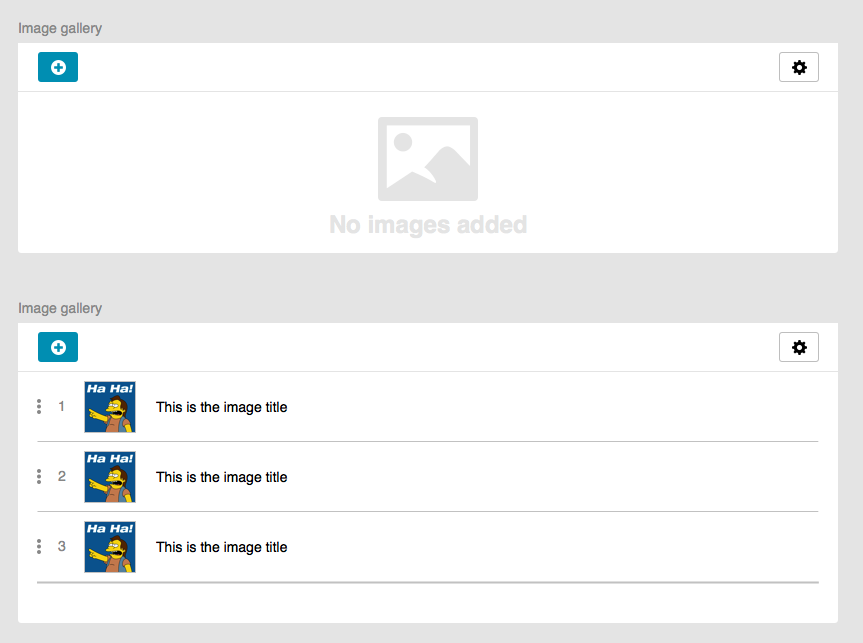 Image gallery
No images added
Image gallery
1 Ha Ha! This is the image title
2 Ha Ha! This is the image title
3 Ha Ha! This is the image title